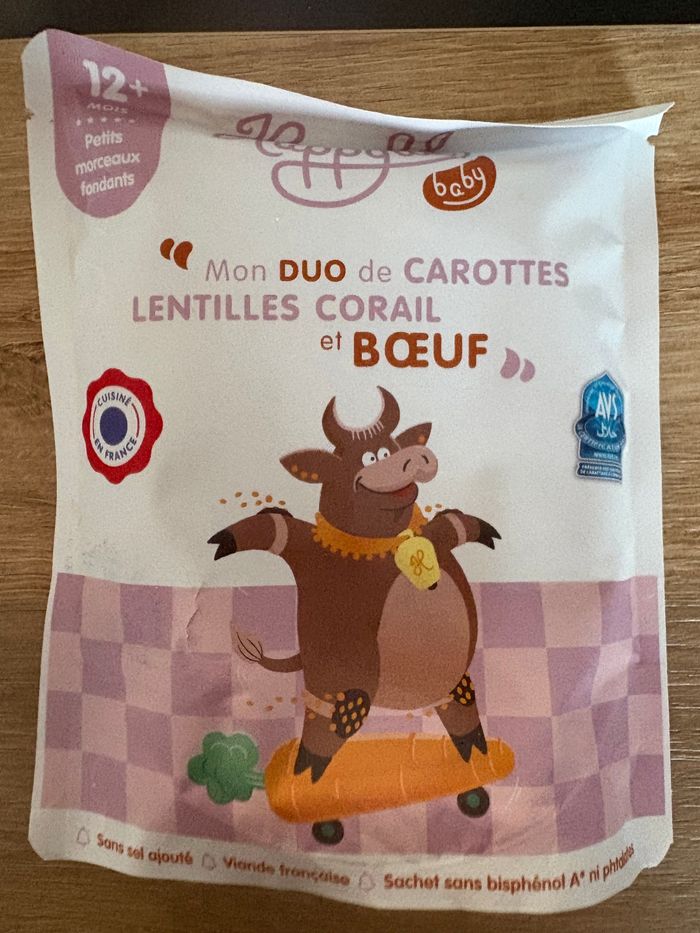 12+
MOIS
Petits
morceaux
fondants
baby
“ Mon DUO de CAROTTES
LENTILLES CORAIL
et BŒUF ”
CUISINÉ
EN FRANCE
AVS
Sans sel ajouté Viande française Sachet sans bisphénol A* ni phtalates